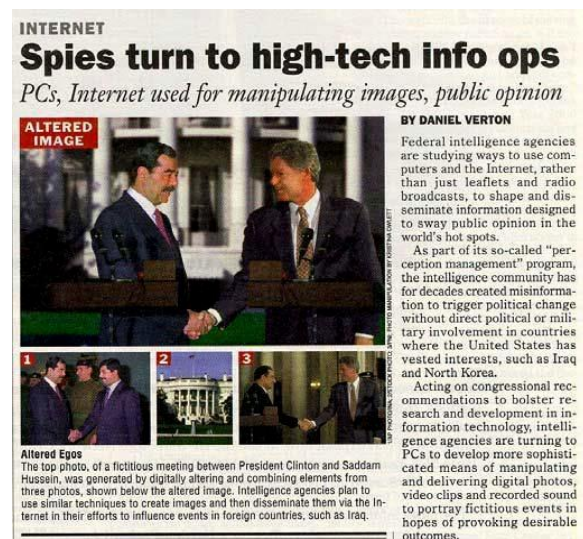 INTERNET
Spies turn to high-tech info ops
PCs, Internet used for manipulating images, public opinion
ALTERED
IMAGE
1
2
3
Altered Egos
The top photo, of a fictitious meeting between President Clinton and Saddam
Hussein, was generated by digitally altering and combining elements from
three photos, shown below the altered image. Intelligence agencies plan to
use similar techniques to create images and then disseminate them via the In-
ternet in their efforts to influence events in foreign countries, such as Iraq.
BY DANIEL VERTON
Federal intelligence agencies
are studying ways to use com-
puters and the Internet, rather
than just leaflets and radio
broadcasts, to shape and dis-
seminate information designed
to sway public opinion in the
world's hot spots.
As part of its so-called "per-
ception management" program,
the intelligence community has
for decades created misinforma-
tion to trigger political change
without direct political or mili-
tary involvement in countries
where the United States has
vested interests, such as Iraq
and North Korea.
Acting on congressional rec-
ommendations to bolster re-
search and development in in-
formation technology, intelli-
gence agencies are turning to
PCs to develop more sophisti-
cated means of manipulating
and delivering digital photos,
video clips and recorded sound
to portray fictitious events in
hopes of provoking desirable
outcomes.